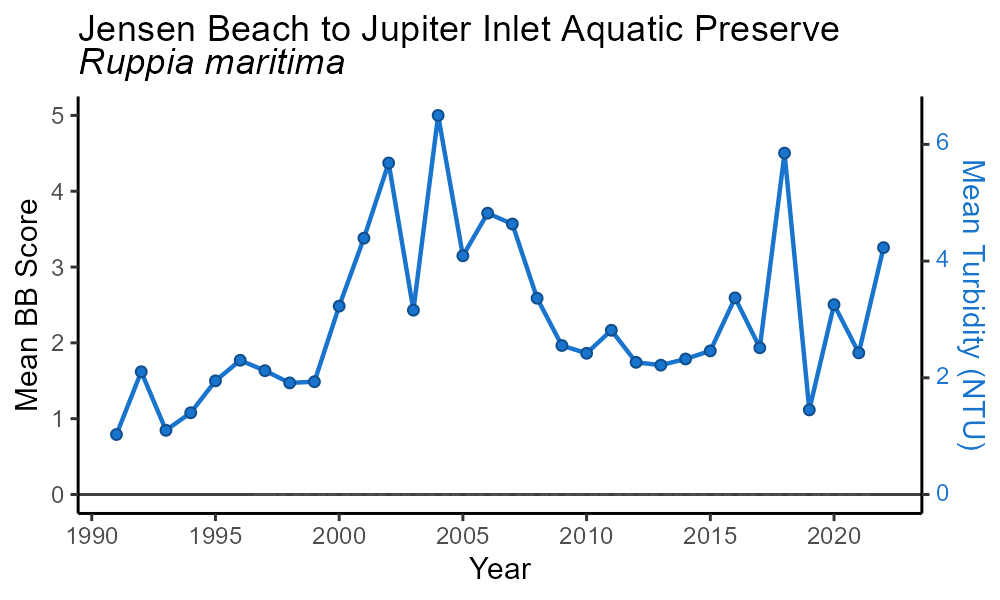 Jensen Beach to Jupiter Inlet Aquatic Preserve
Ruppia maritima
Mean BB Score
5
4
3
2
1
0
6
4
2
0
Mean Turbidity (NTU)
1990 1995 2000 2005 2010 2015 2020
Year